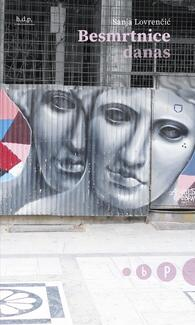 h,d,p,
Sanja Lovrenčić
Besmrtnice
danas
b p